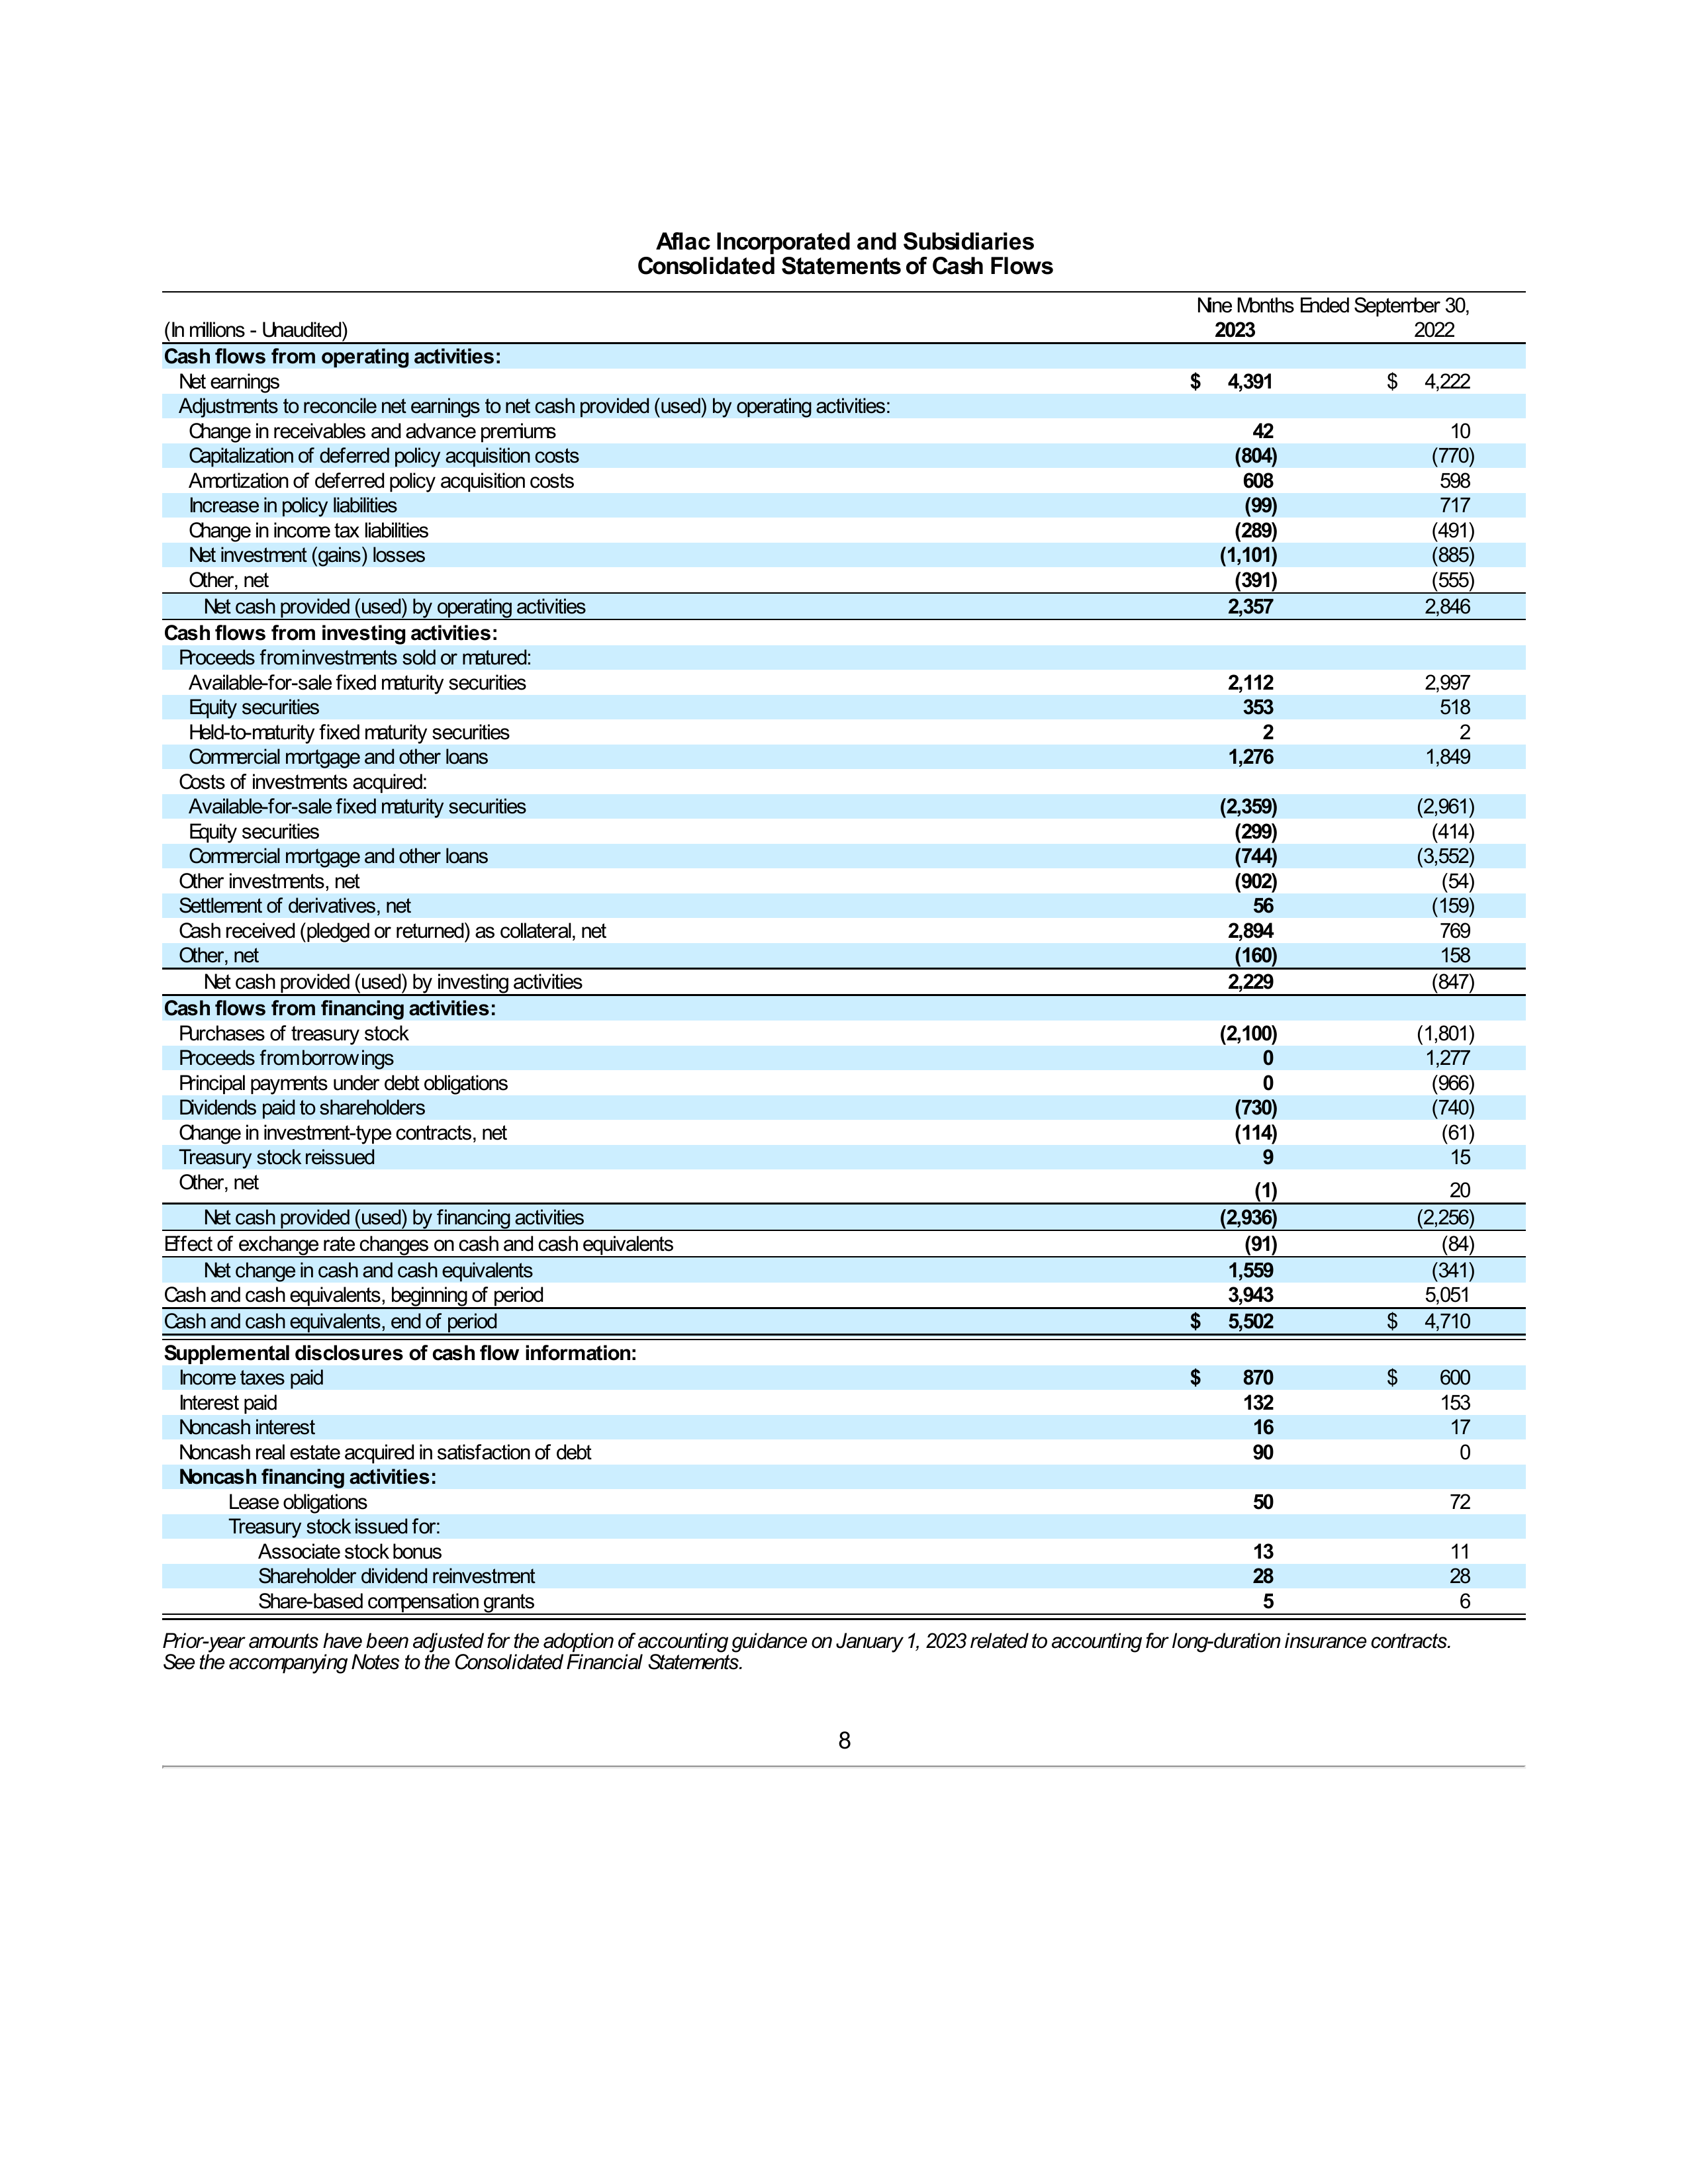 Aflac Incorporated and Subsidiaries
Consolidated Statements of Cash Flows
Nine Months Ended September 30,
(In millions - Unaudited) 2023 2022
Cash flows from operating activities:
Net earnings $ 4,391 $ 4,222
Adjustments to reconcile net earnings to net cash provided (used) by operating activities:
Change in receivables and advance premiums 42 10
Capitalization of deferred policy acquisition costs (804) (770)
Amortization of deferred policy acquisition costs 608 598
Increase in policy liabilities (99) 717
Change in income tax liabilities (289) (491)
Net investment (gains) losses (1,101) (885)
Other, net (391) (555)
Net cash provided (used) by operating activities 2,357 2,846
Cash flows from investing activities:
Proceeds from investments sold or matured:
Available-for-sale fixed maturity securities 2,112 2,997
Equity securities 353 518
Held-to-maturity fixed maturity securities 2 2
Commercial mortgage and other loans 1,276 1,849
Costs of investments acquired:
Available-for-sale fixed maturity securities (2,359) (2,961)
Equity securities (299) (414)
Commercial mortgage and other loans (744) (3,552)
Other investments, net (902) (54)
Settlement of derivatives, net 56 (159)
Cash received (pledged or returned) as collateral, net 2,894 769
Other, net (160) 158
Net cash provided (used) by investing activities 2,229 (847)
Cash flows from financing activities:
Purchases of treasury stock (2,100) (1,801)
Proceeds from borrowings 0 1,277
Principal payments under debt obligations 0 (966)
Dividends paid to shareholders (730) (740)
Change in investment-type contracts, net (114) (61)
Treasury stock reissued 9 15
Other, net (1) 20
Net cash provided (used) by financing activities (2,936) (2,256)
Effect of exchange rate changes on cash and cash equivalents (91) (84)
Net change in cash and cash equivalents 1,559 (341)
Cash and cash equivalents, beginning of period 3,943 5,051
Cash and cash equivalents, end of period $ 5,502 $ 4,710
Supplemental disclosures of cash flow information:
Income taxes paid $ 870 $ 600
Interest paid 132 153
Noncash interest 16 17
Noncash real estate acquired in satisfaction of debt 90 0
Noncash financing activities:
Lease obligations 50 72
Treasury stock issued for:
Associate stock bonus 13 11
Shareholder dividend reinvestment 28 28
Share-based compensation grants 5 6
Prior-year amounts have been adjusted for the adoption of accounting guidance on January 1, 2023 related to accounting for long-duration insurance contracts.
See the accompanying Notes to the Consolidated Financial Statements.
8